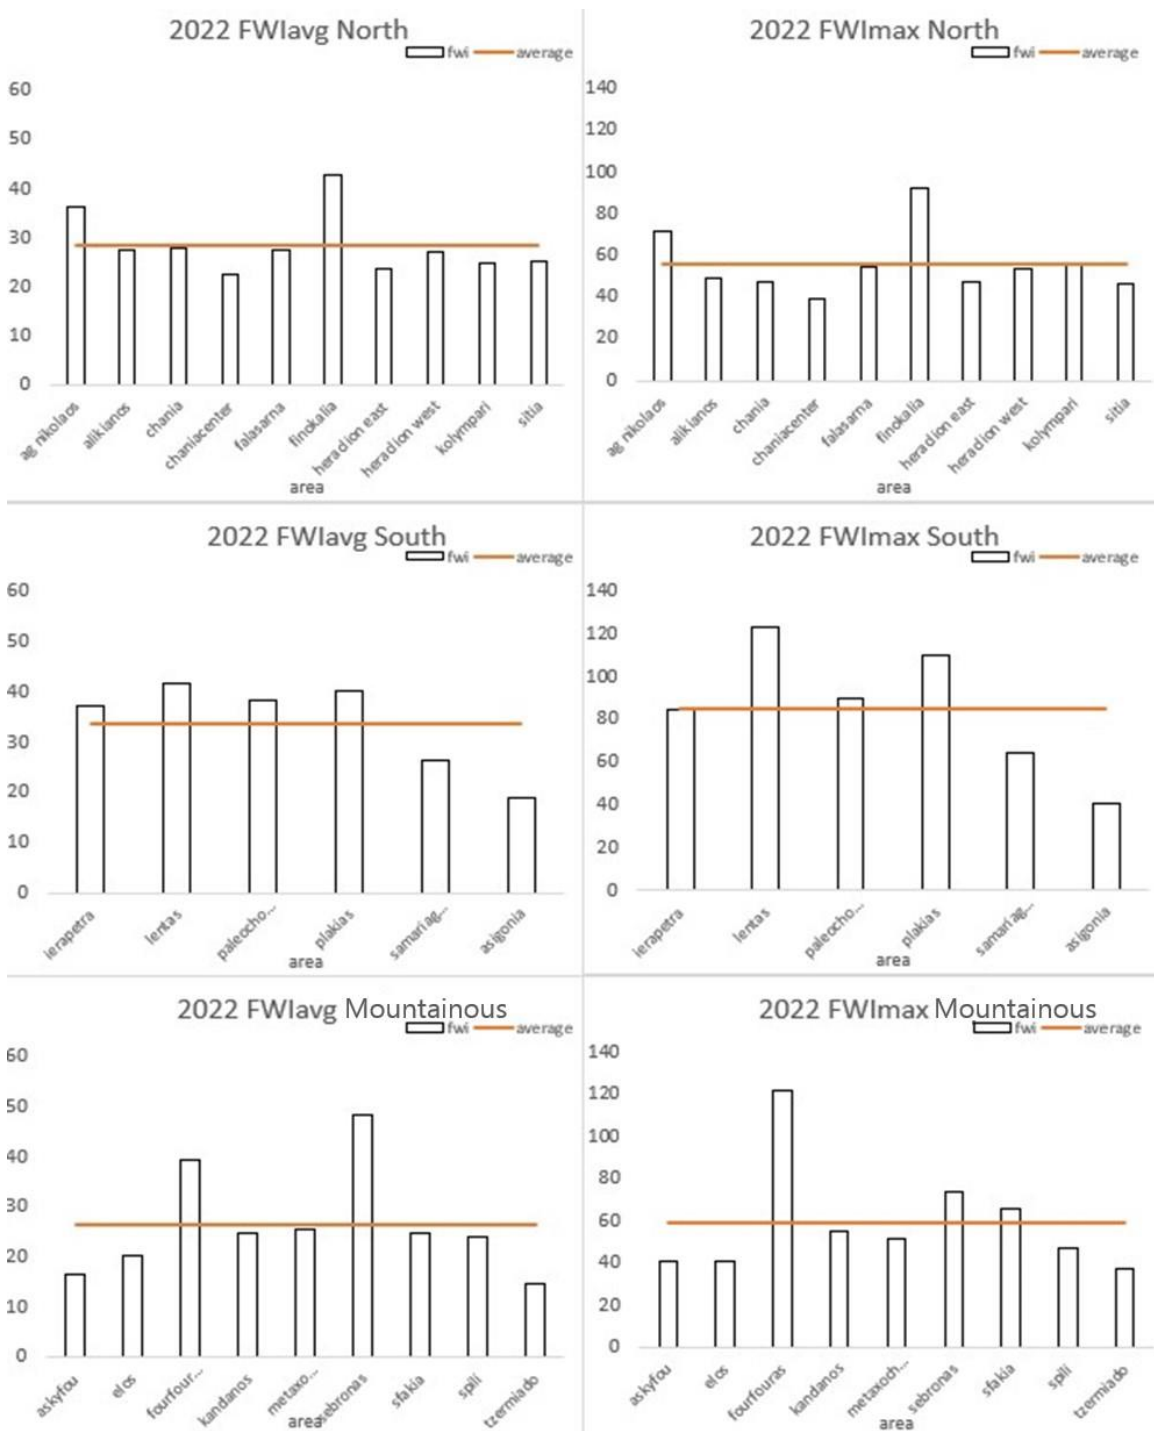 2022 FWIavg North
fwi average
60
50
40
30
20
10
0
ag nikolaos
alikianos
chania
chaniacenter
falasarna
finokalia
heraclion east
heraclion west
kolympari
sitia
area
2022 FWImax North
fwi average
140
120
100
80
60
40
20
0
ag nikolaos
alikianos
chania
chaniacenter
falasarna
finokalia
heraclion east
heraclion west
kolympari
sitia
area
2022 FWIavg South
fwi average
60
50
40
30
20
10
0
ierapetra
lentas
paleocho...
plakias
samariag...
asigonia
area
2022 FWImax South
fwi average
140
120
100
80
60
40
20
0
ierapetra
lentas
paleocho...
plakias
samariag...
asigonia
area
2022 FWIavg Mountainous
fwi average
60
50
40
30
20
10
0
askyfou
elos
fourfour...
kandanos
metaxo...
sebronas
sfakia
spili
tzermiado
area
2022 FWImax Mountainous
fwi average
140
120
100
80
60
40
20
0
askyfou
elos
fourfouras
kandanos
metaxoch...
sebronas
sfakia
spili
tzermiado
area